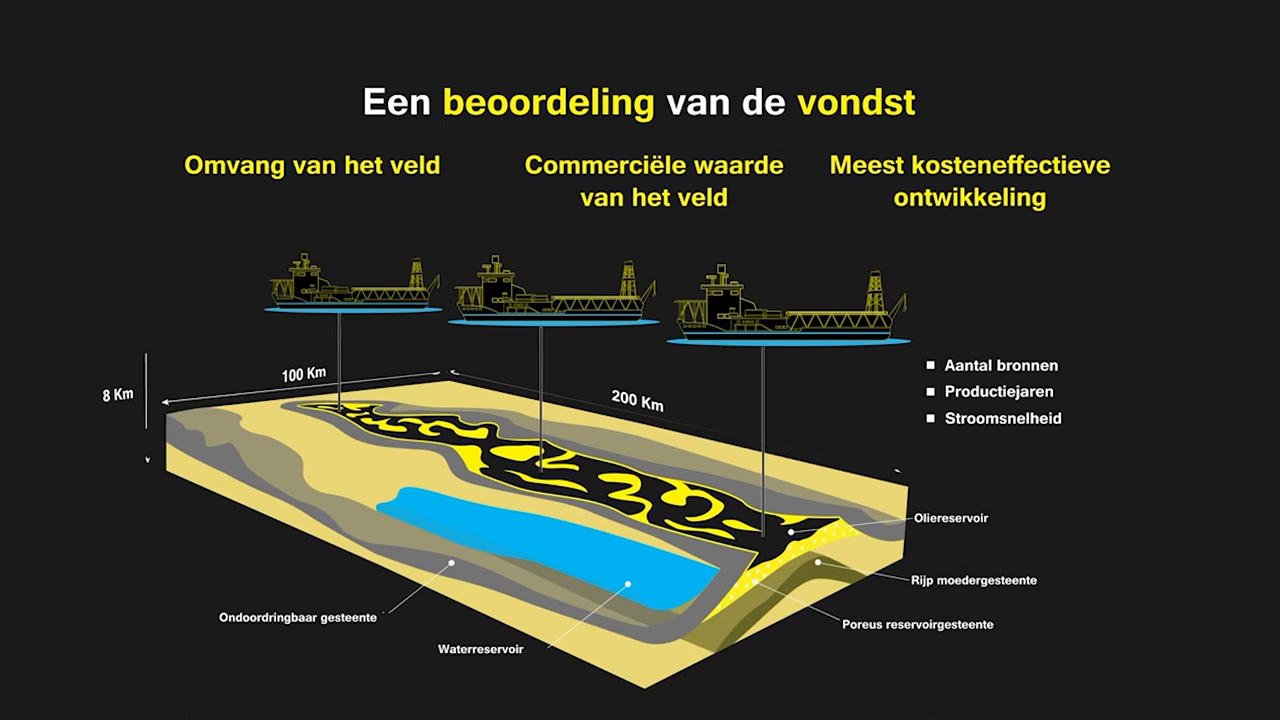 Een beoordeling van de vondst
Omvang van het veld
Commerciële waarde
van het veld
Meest kosteneffectieve
ontwikkeling
100 Km
8 Km
200 Km
Aantal bronnen
Productiejaren
Stroomsnelheid
Oliereservoir
Rijp moedergesteente
Poreus reservoirgesteente
Ondoordringbaar gesteente
Waterreservoir